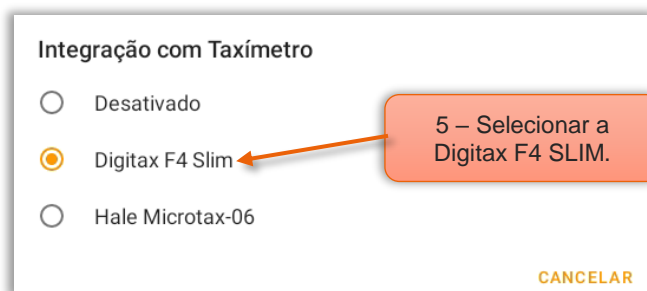 Integração com Taxímetro
Desativado
Digitax F4 Slim
Hale Microtax-06
5 – Selecionar a
Digitax F4 SLIM.
CANCELAR